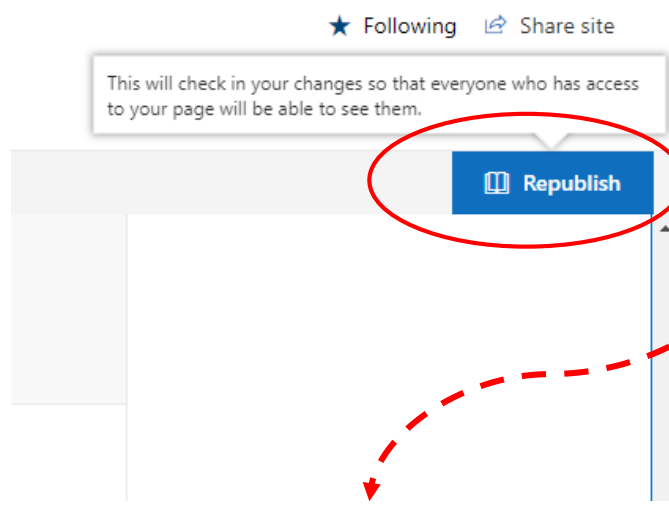 Following Share site
This will check in your changes so that everyone who has access
to your page will be able to see them.
Republish